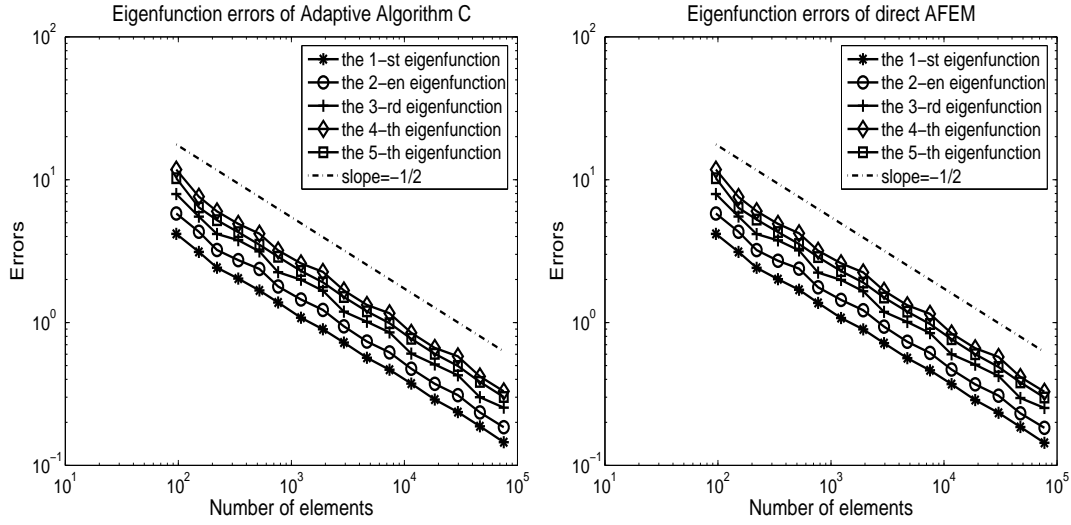 Eigenfunction errors of Adaptive Algorithm C
10^2
10^1
10^0
10^-1
Errors
the 1-st eigenfunction
the 2-en eigenfunction
the 3-rd eigenfunction
the 4-th eigenfunction
the 5-th eigenfunction
slope=-1/2
10^1 10^2 10^3 10^4 10^5
Number of elements
Eigenfunction errors of direct AFEM
10^2
10^1
10^0
10^-1
Errors
the 1-st eigenfunction
the 2-en eigenfunction
the 3-rd eigenfunction
the 4-th eigenfunction
the 5-th eigenfunction
slope=-1/2
10^1 10^2 10^3 10^4 10^5
Number of elements